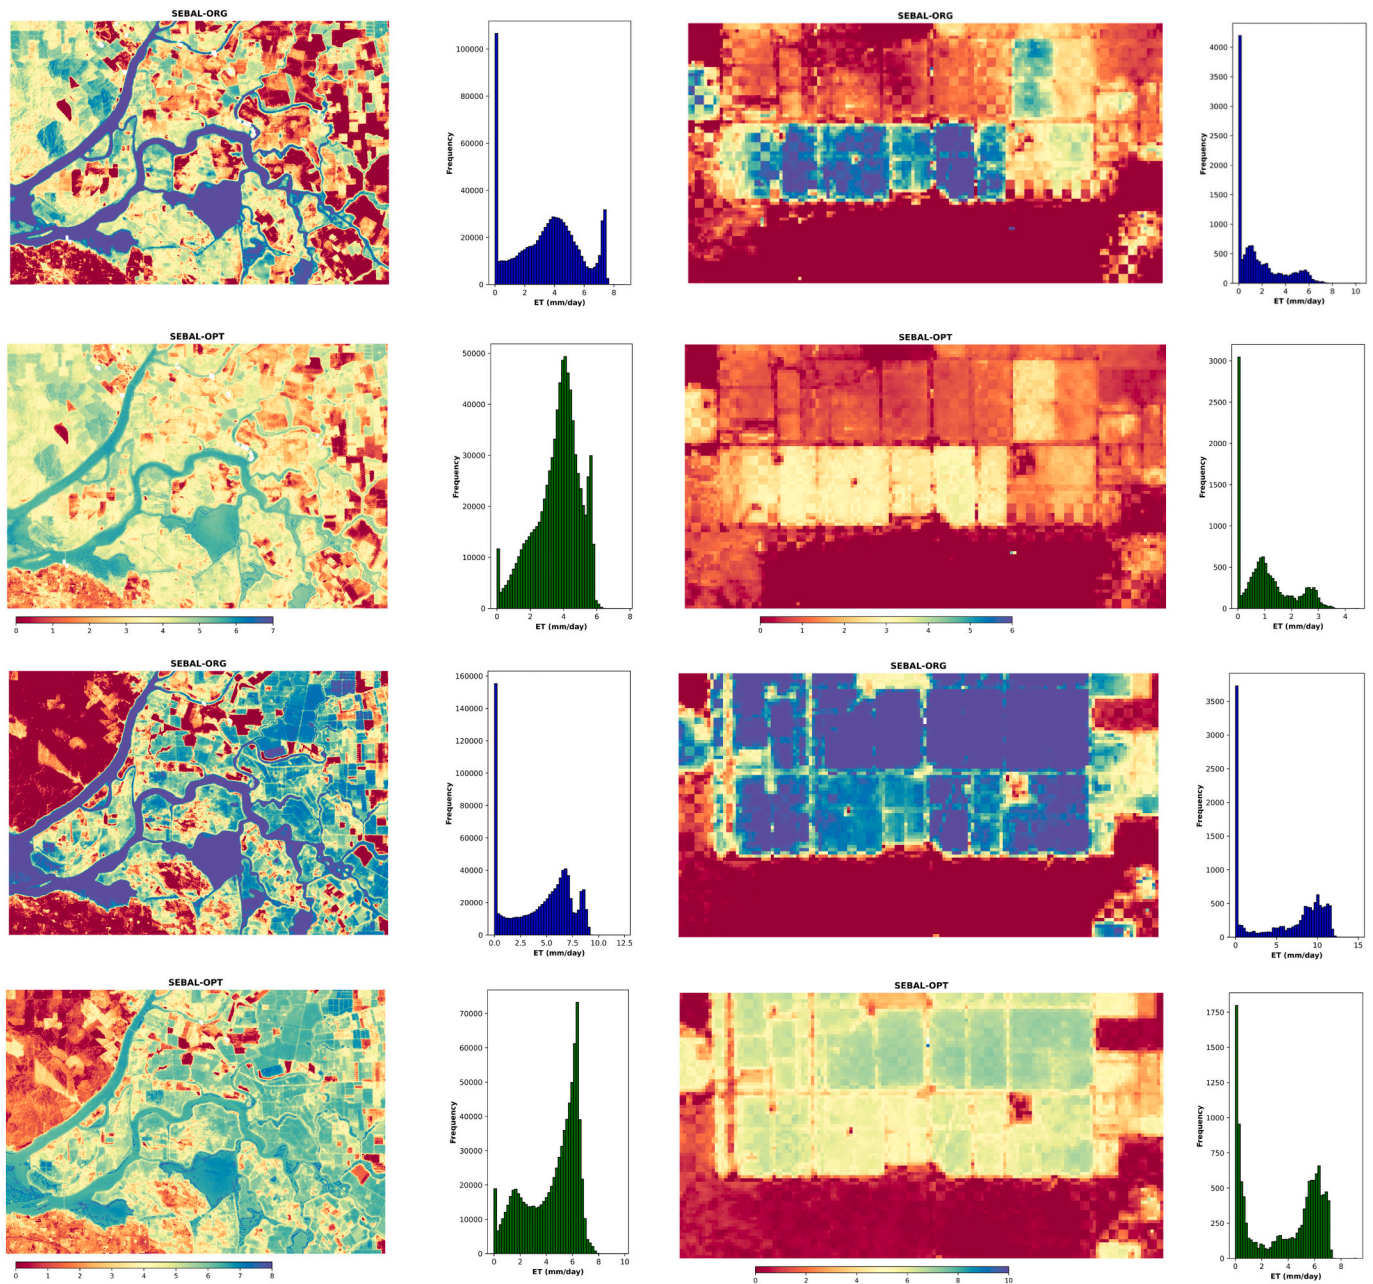 SEBAL-ORG
100000
80000
60000
40000
20000
0
Frequency
0 2 4 6 8
ET (mm/day)
SEBAL-ORG
4000
3500
3000
2500
2000
1500
1000
500
0
Frequency
0 2 4 6 8 10
ET (mm/day)
SEBAL-OPT
0 1 2 3 4 5 6 7
50000
40000
30000
20000
10000
0
Frequency
0 2 4 6 8
ET (mm/day)
SEBAL-OPT
0 1 2 3 4 5 6
3000
2500
2000
1500
1000
500
0
Frequency
0 1 2 3 4
ET (mm/day)
SEBAL-ORG
160000
140000
120000
100000
80000
60000
40000
20000
0
Frequency
0.0 2.5 5.0 7.5 10.0 12.5
ET (mm/day)
SEBAL-ORG
3500
3000
2500
2000
1500
1000
500
0
Frequency
0 5 10 15
ET (mm/day)
SEBAL-OPT
0 1 2 3 4 5 6 7 8
70000
60000
50000
40000
30000
20000
10000
0
Frequency
0 2 4 6 8 10
ET (mm/day)
SEBAL-OPT
0 2 4 6 8 10
1750
1500
1250
1000
750
500
250
0
Frequency
0 2 4 6 8
ET (mm/day)